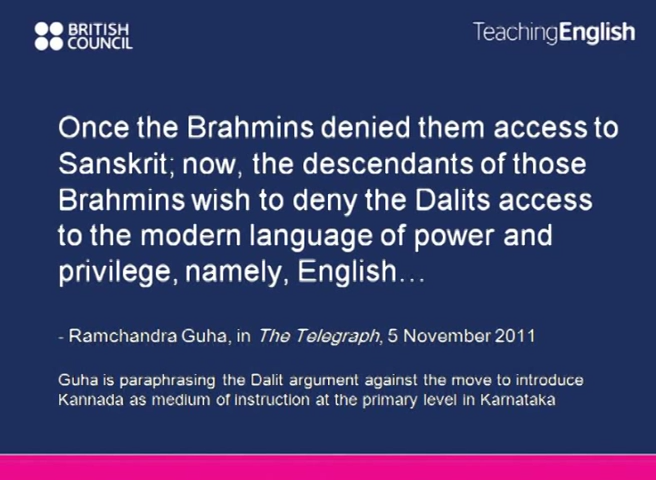 BRITISH
COUNCIL
TeachingEnglish
Once the Brahmins denied them access to
Sanskrit; now, the descendants of those
Brahmins wish to deny the Dalits access
to the modern language of power and
privilege, namely, English…
- Ramchandra Guha, in The Telegraph, 5 November 2011
Guha is paraphrasing the Dalit argument against the move to introduce
Kannada as medium of instruction at the primary level in Karnataka